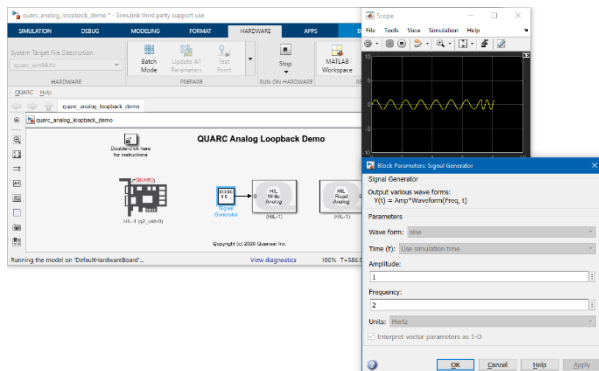 quarc_analog_loopback_demo * - Simulink third party support use
SIMULATION DEBUG MODELING FORMAT HARDWARE APPS
System Target File Description
quarc_win64.tlc
Batch Mode
Update All Parameters
Test Point
Stop
MATLAB Workspace
HARDWARE PREPARE RUN ON HARDWARE
QUARC Help
quarc_analog_loopback_demo
quarc_analog_loopback_demo
Double-click here
for instructions
QUARC Analog Loopback Demo
QUARC
HIL-1 (q2_usb-0)
Signal
Generator
HIL
Write
Analog
(HIL-1)
HIL
Read
Analog
(HIL-1)
Copyright (c) 2020 Quanser Inc.
Running the model on 'DefaultHardwareBoard'...
View diagnostics
100%
Scope
File Tools View Simulation Help
10
5
0
-5
-10
Block Parameters: Signal Generator
Signal Generator
Output various wave forms:
Y(t) = Amp*Waveform(Freq, t)
Parameters
Wave form: sine
Time (t): Use simulation time
Amplitude:
1
Frequency:
2
Units: Hertz
Interpret vector parameters as 1-D
OK Cancel Help Apply